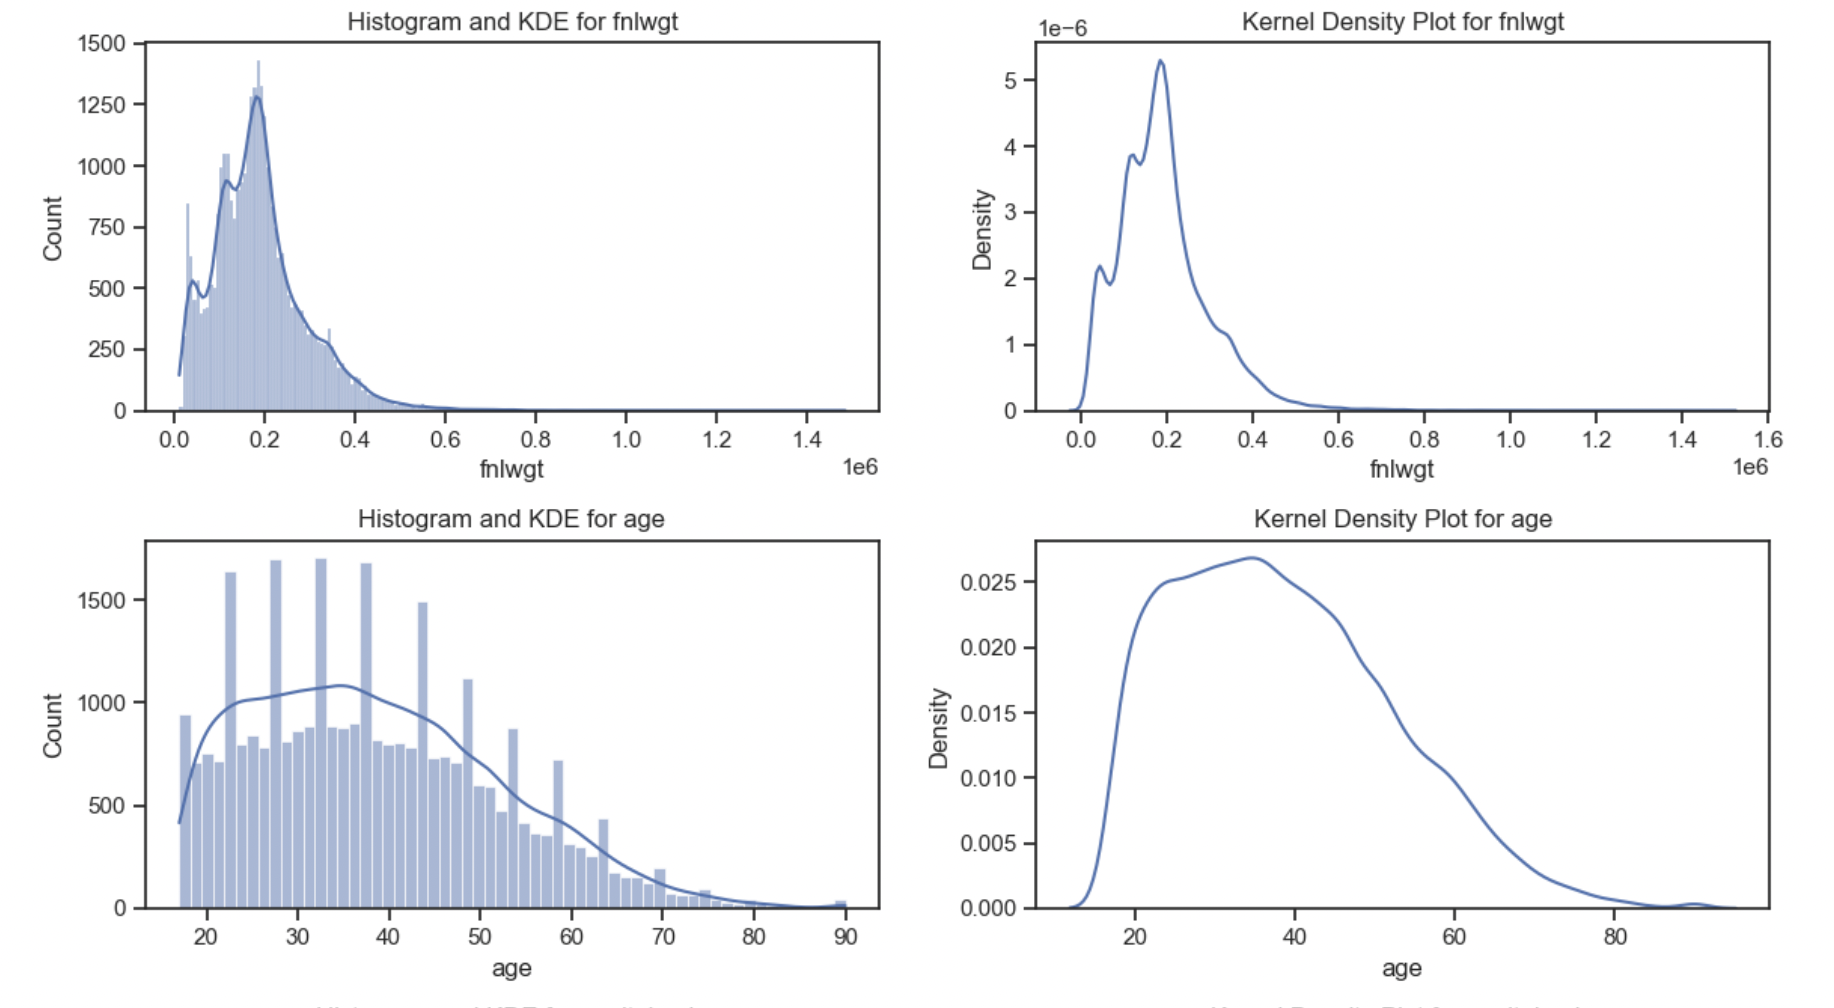 Histogram and KDE for fnlwgt
1500
1250
1000
750
500
250
0
Count
0.0 0.2 0.4 0.6 0.8 1.0 1.2 1.4
1e6
fnlwgt
Kernel Density Plot for fnlwgt
1e−6
5
4
3
2
1
0
Density
0.0 0.2 0.4 0.6 0.8 1.0 1.2 1.4 1.6
1e6
fnlwgt
Histogram and KDE for age
1500
1000
500
0
Count
20 30 40 50 60 70 80 90
age
Kernel Density Plot for age
0.025
0.020
0.015
0.010
0.005
0.000
Density
20 40 60 80
age